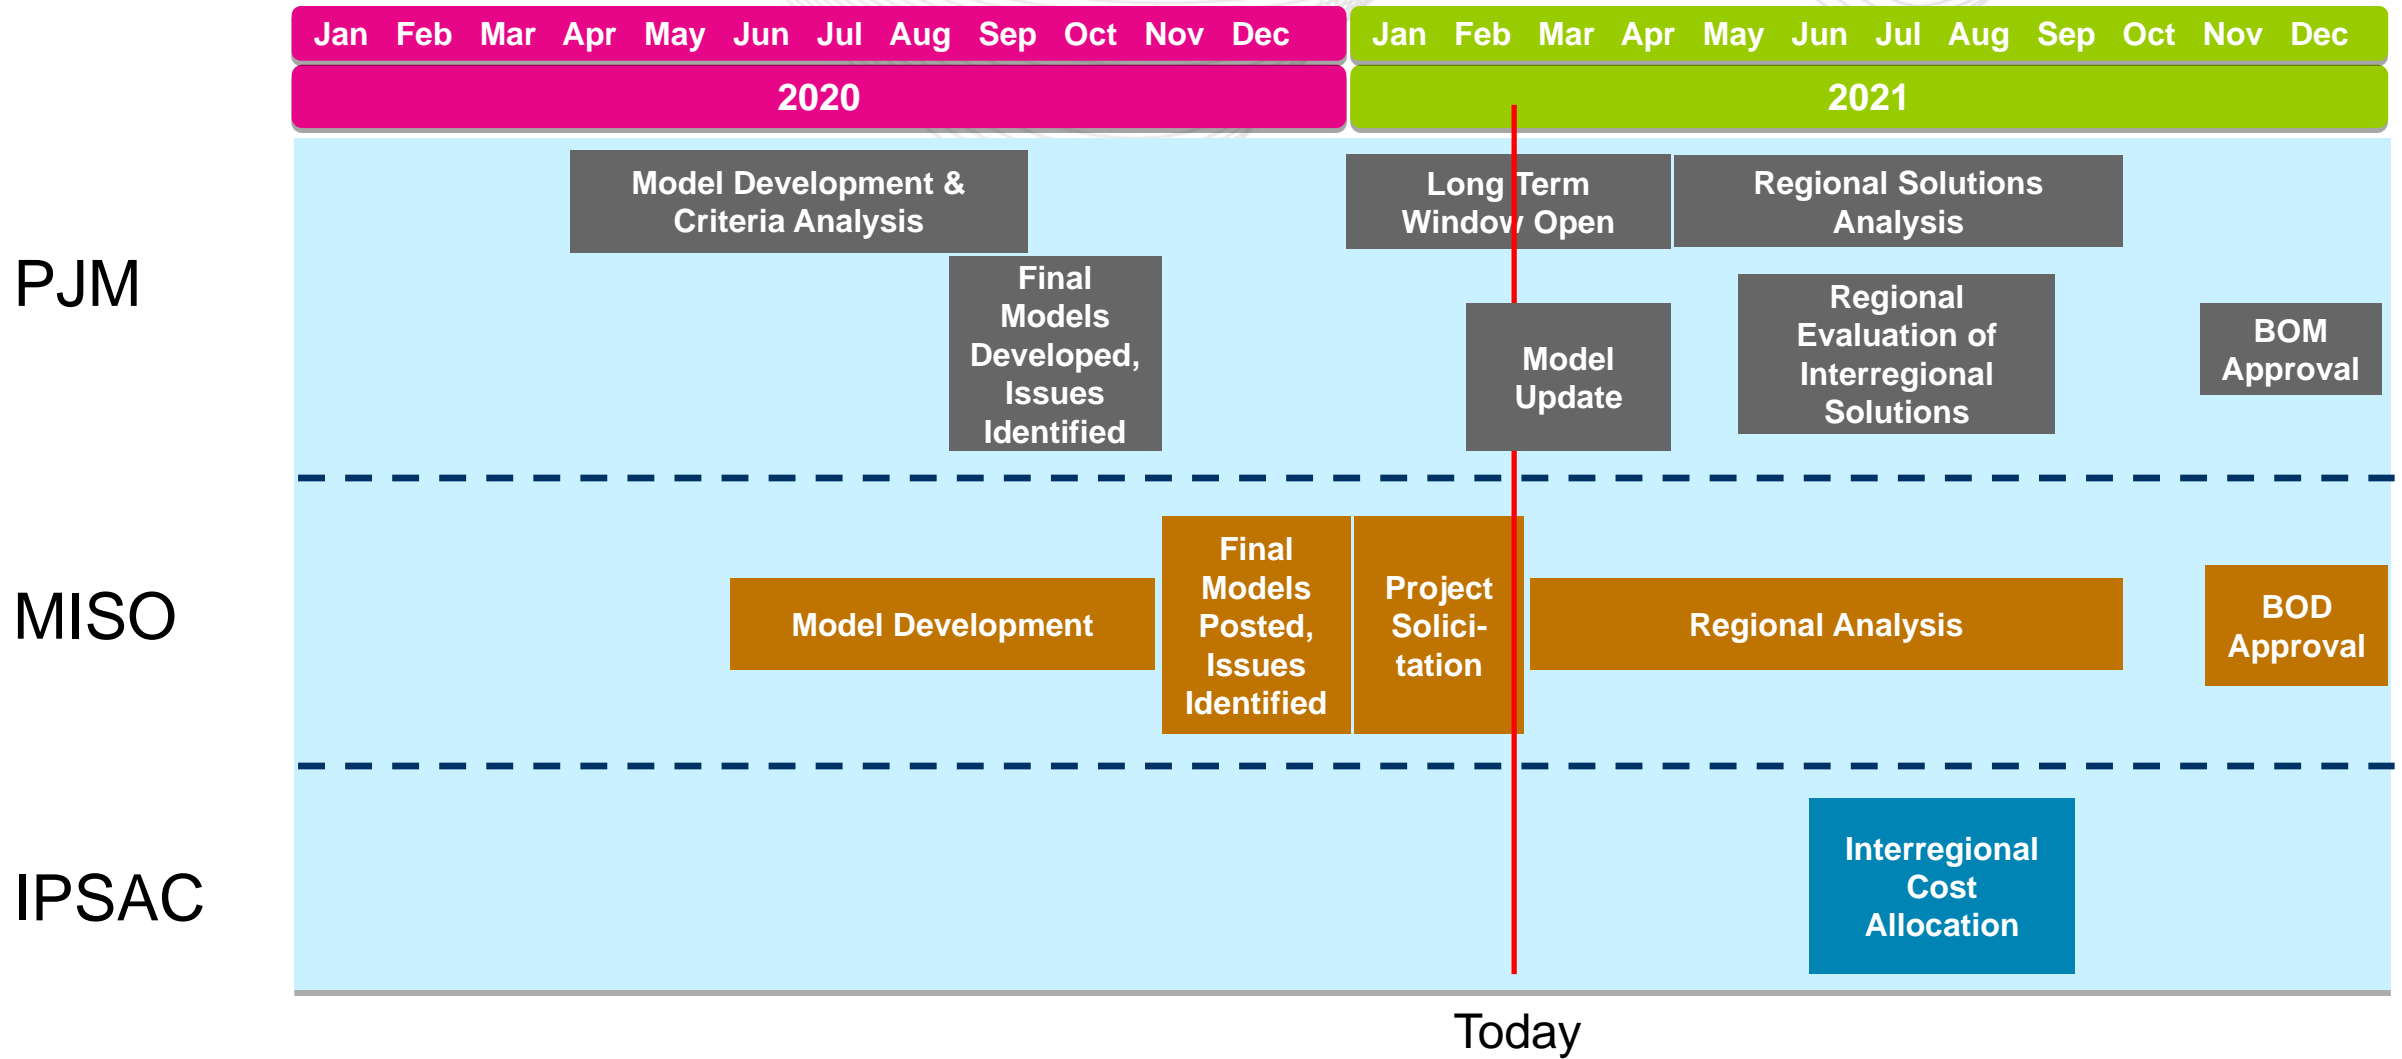 Jan Feb Mar Apr May Jun Jul Aug Sep Oct Nov Dec
Jan Feb Mar Apr May Jun Jul Aug Sep Oct Nov Dec
2020
2021
PJM
Model Development &
Criteria Analysis
Final
Models
Developed,
Issues
Identified
Long Term
Window Open
Regional Solutions
Analysis
Model
Update
Regional
Evaluation of
Interregional
Solutions
BOM
Approval
MISO
Model Development
Final
Models
Posted,
Issues
Identified
Project
Solici-
tation
Regional Analysis
BOD
Approval
IPSAC
Interregional
Cost
Allocation
Today